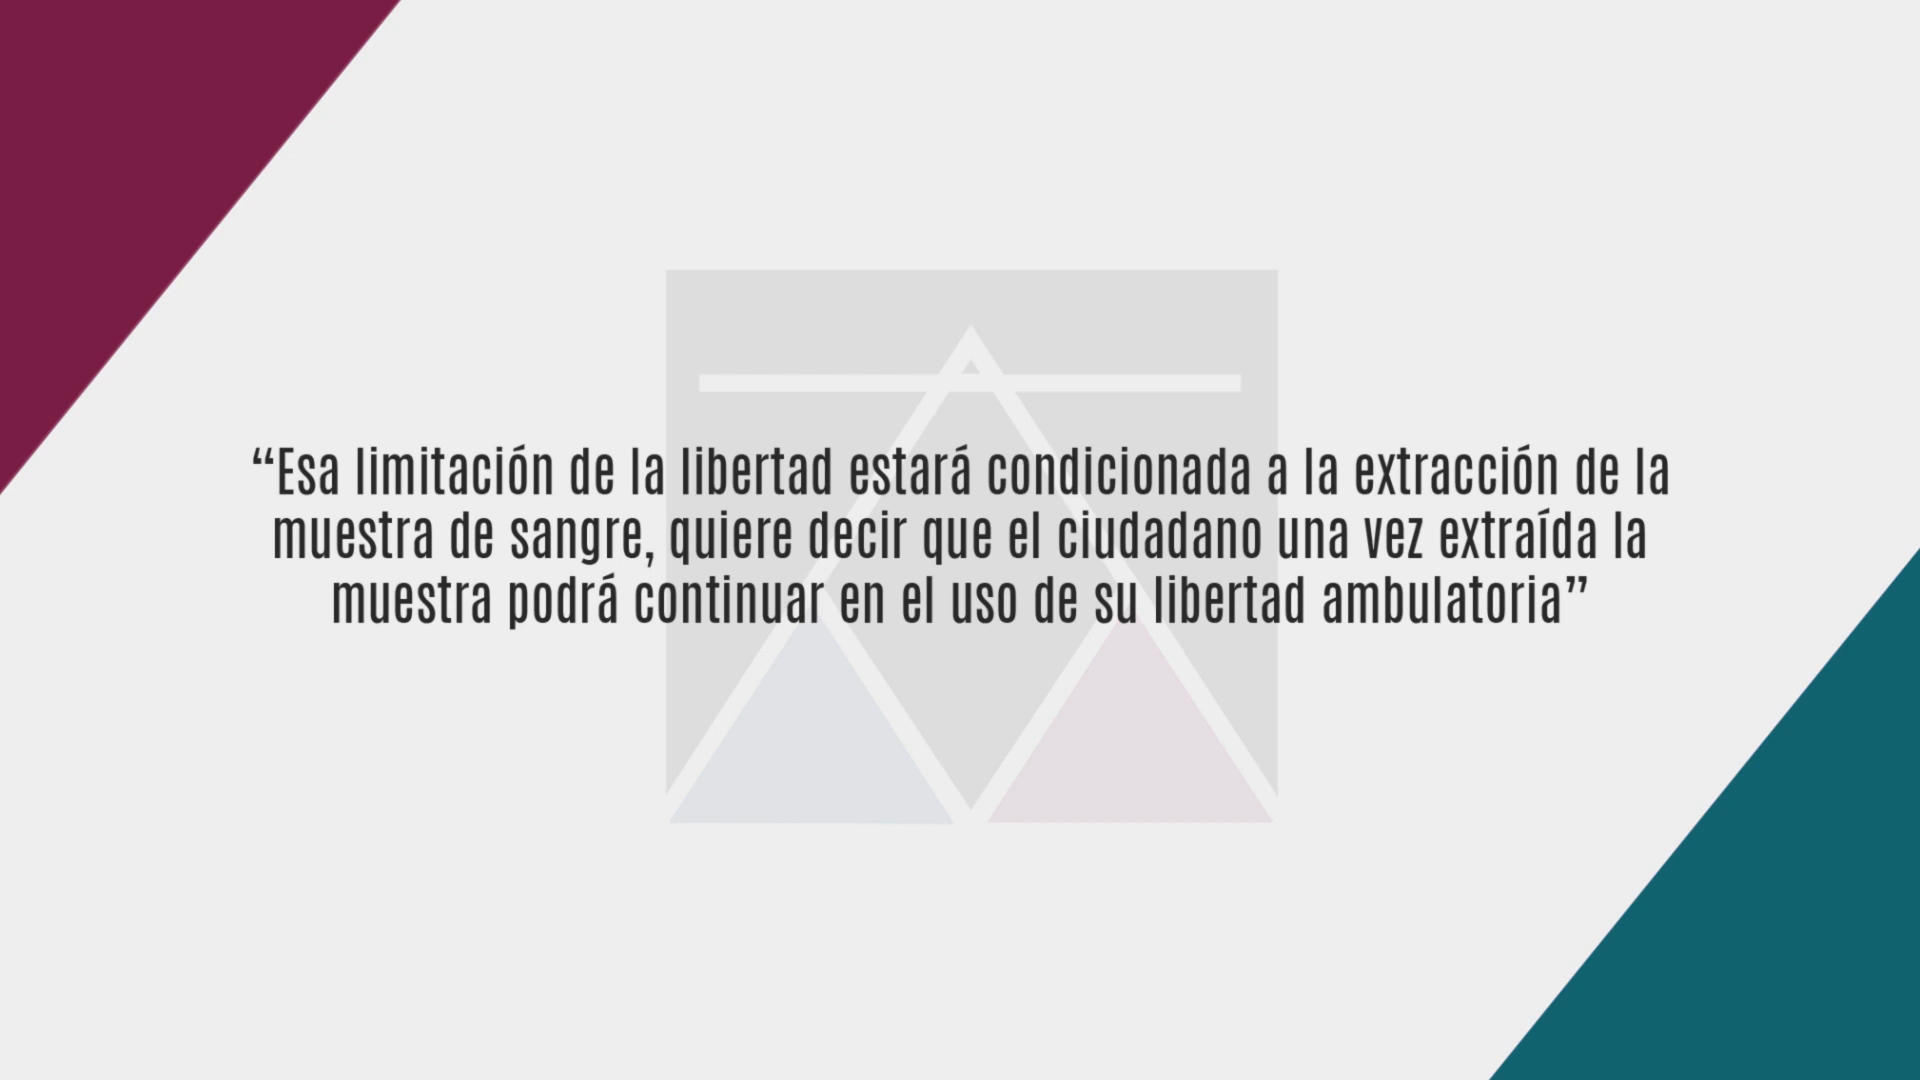 “Esa limitación de la libertad estará condicionada a la extracción de la
muestra de sangre, quiere decir que el ciudadano una vez extraída la
muestra podrá continuar en el uso de su libertad ambulatoria”